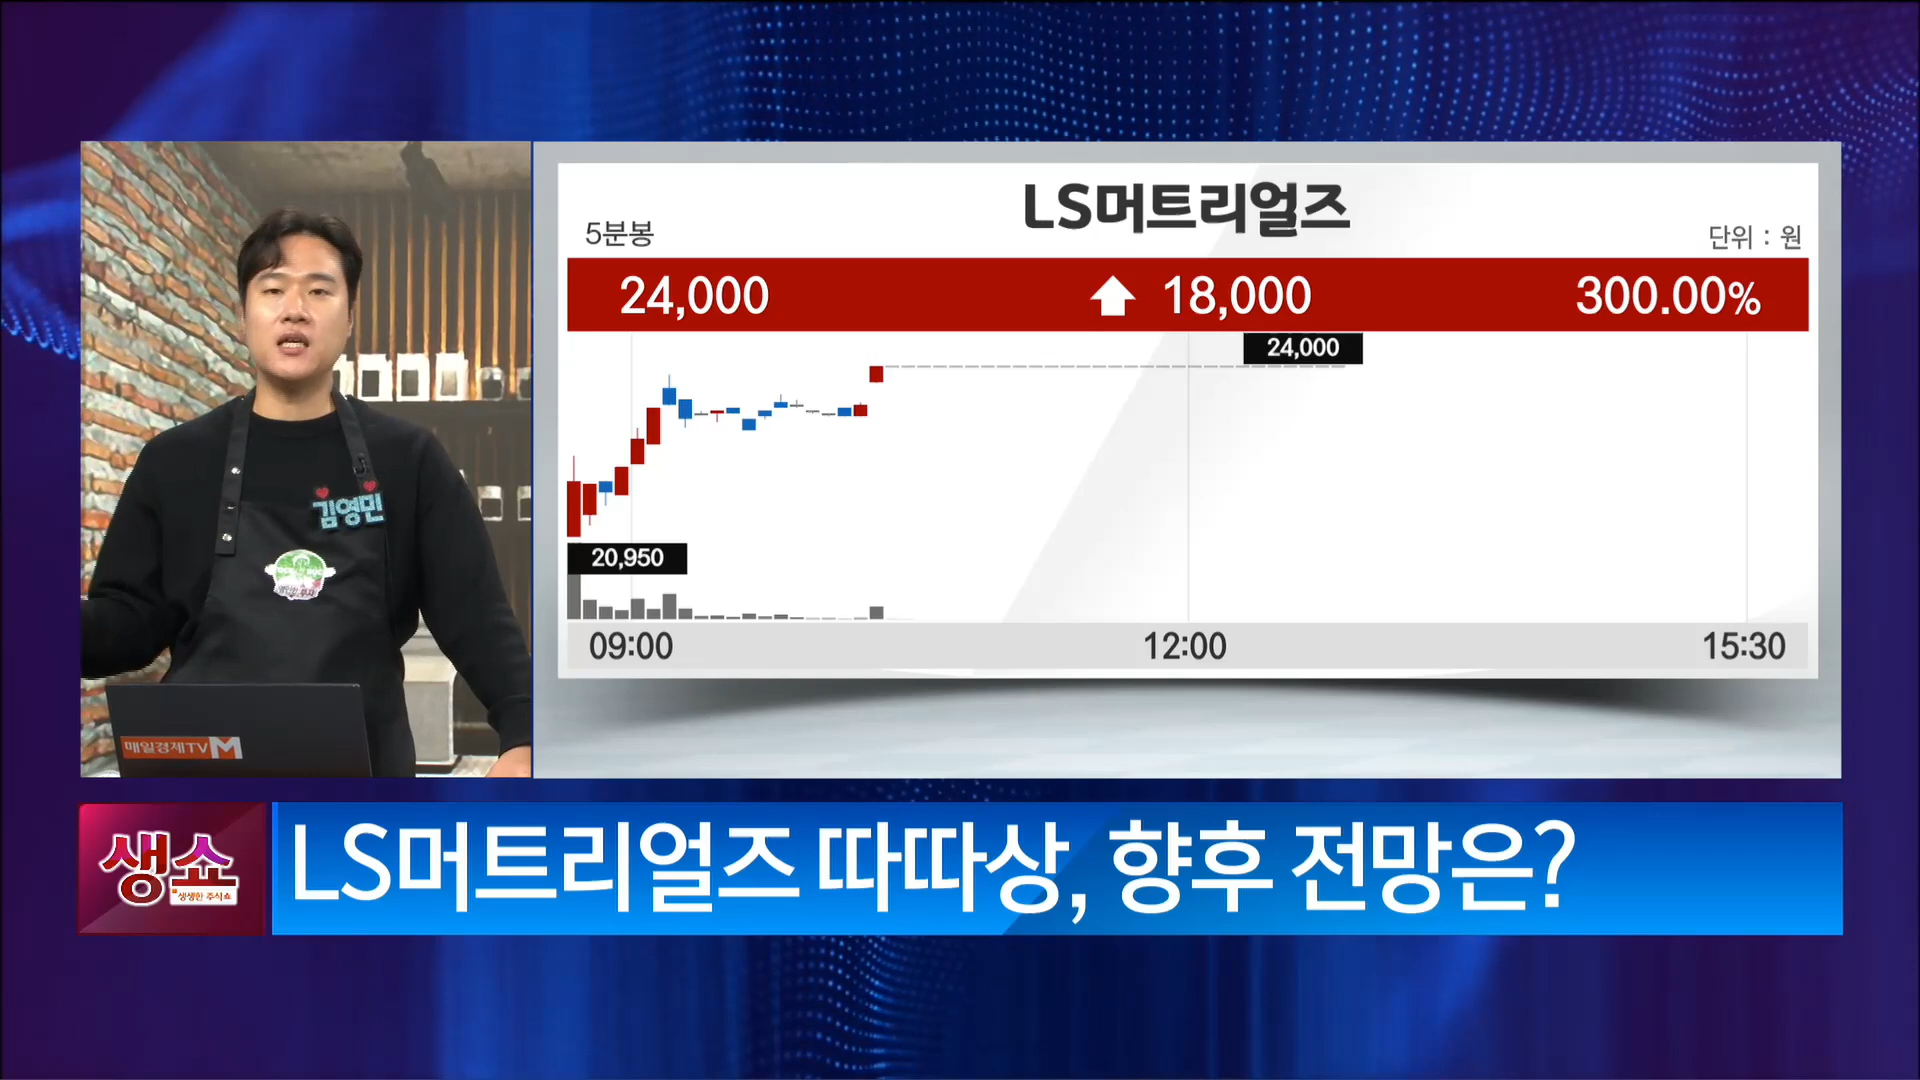 LS머트리얼즈
5분봉
단위 : 원
24,000
18,000
300.00%
24,000
20,950
09:00
12:00
15:30
김영민
매일경제TV M
생쇼
생생한 주식쇼
LS머트리얼즈 따따상, 향후 전망은?